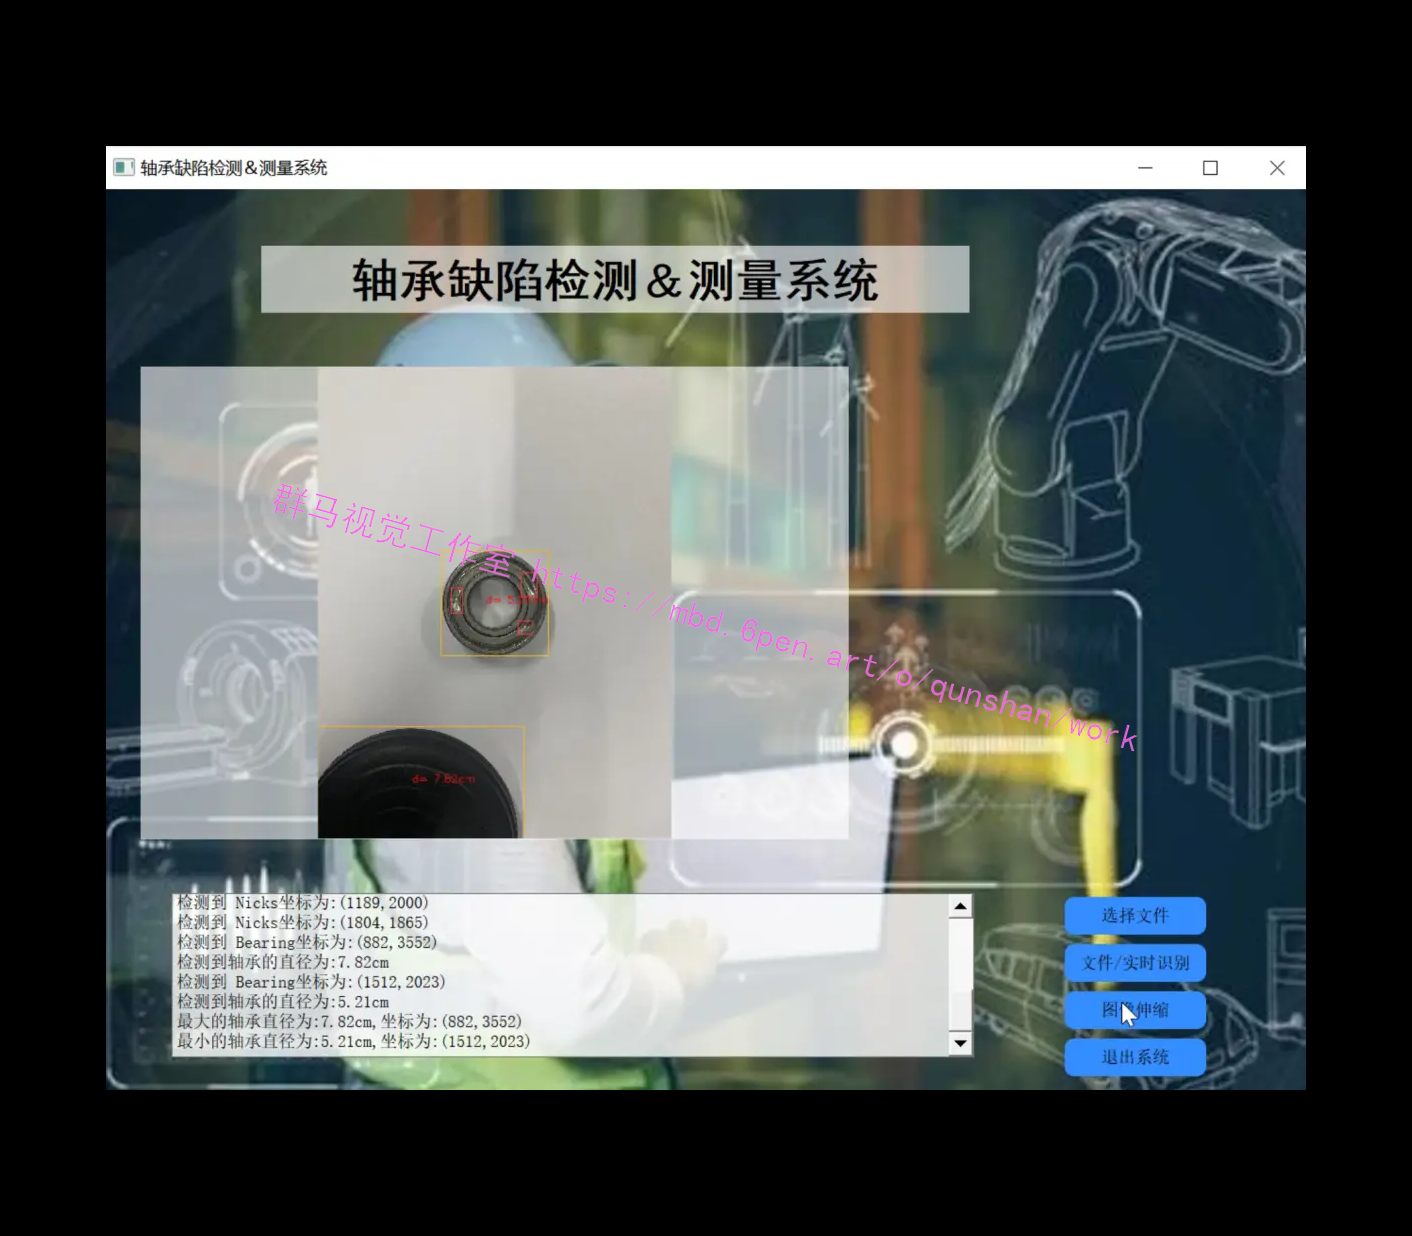 轴承缺陷检测&测量系统
轴承缺陷检测&测量系统
群马视觉工作室 https://mbd.6pen.art/o/qunshan/work
d= 7.82cm
检测到 Nicks坐标为:(1189,2000)
检测到 Nicks坐标为:(1804,1865)
检测到 Bearing坐标为:(882,3552)
检测到轴承的直径为:7.82cm
检测到 Bearing坐标为:(1512,2023)
检测到轴承的直径为:5.21cm
最大的轴承直径为:7.82cm,坐标为:(882,3552)
最小的轴承直径为:5.21cm,坐标为:(1512,2023)
选择文件
文件/实时识别
图像伸缩
退出系统